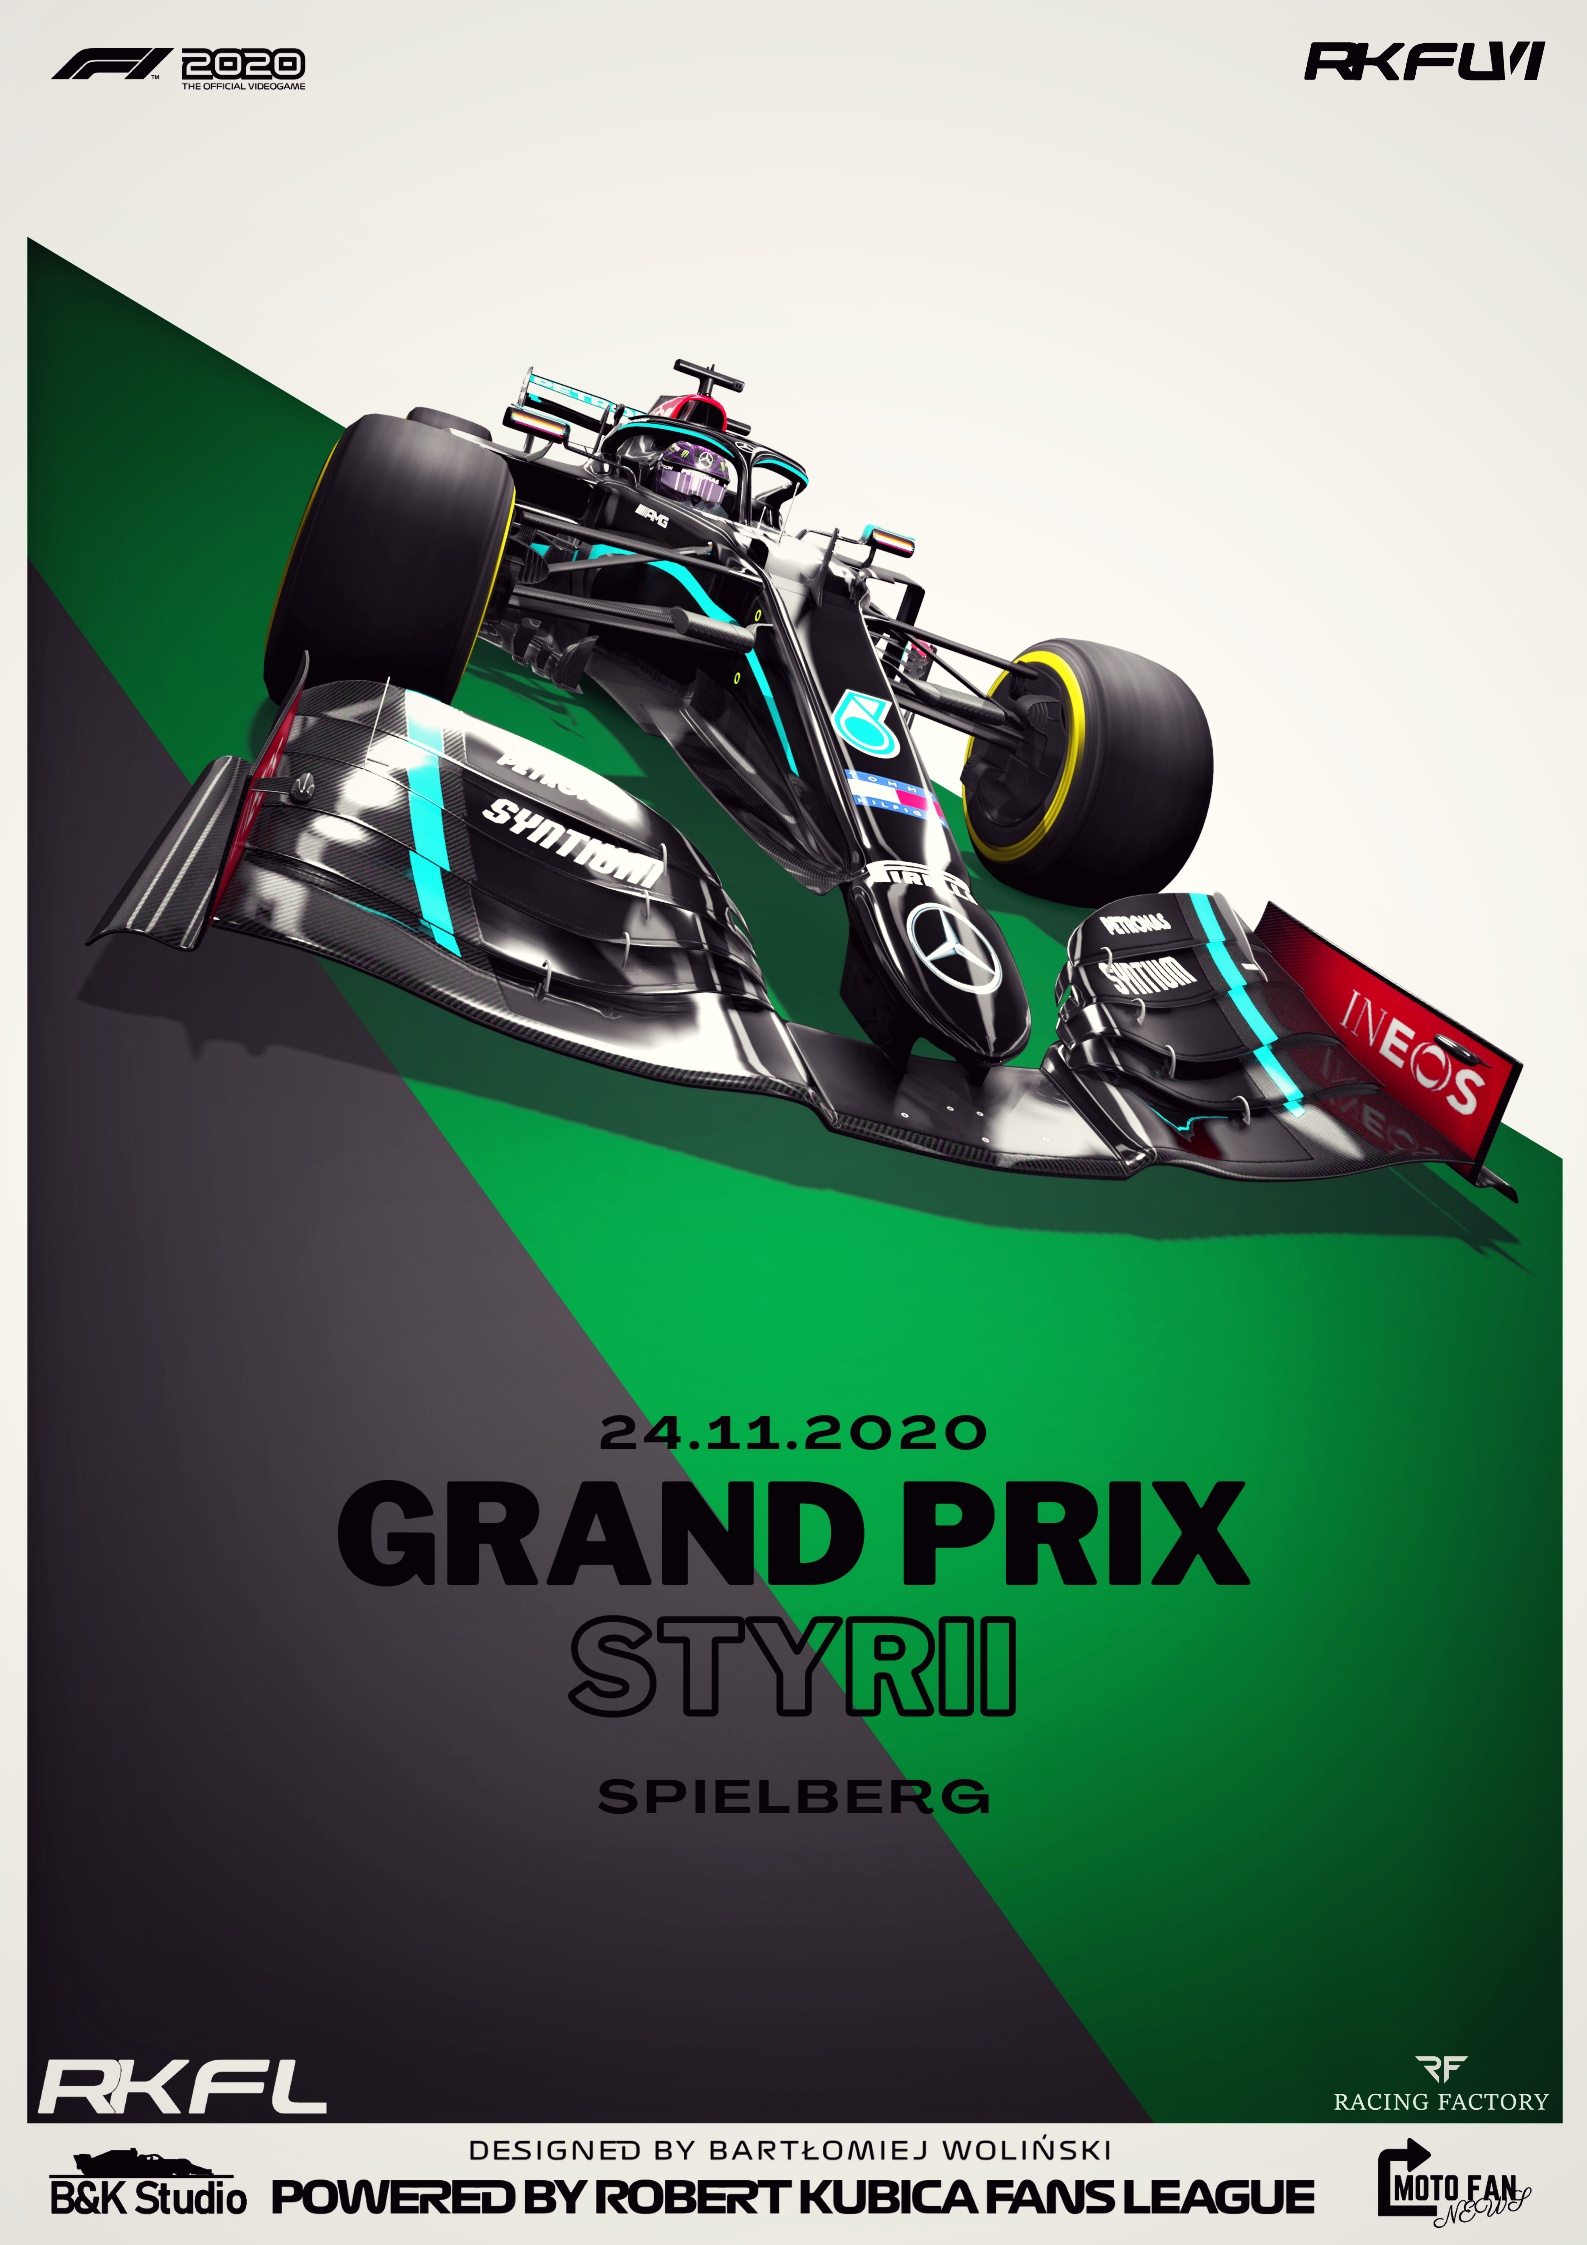 F1 2020
THE OFFICIAL VIDEOGAME
RKFLVI
AMG
PETRONAS
SYNTIUM
TOMMY
HILFIGER
PIRELLI
PETRONAS
SYNTIUM
INEOS
24.11.2020
GRAND PRIX
STYRII
SPIELBERG
RKFL
RF
RACING FACTORY
DESIGNED BY BARTŁOMIEJ WOLIŃSKI
B&K Studio
POWERED BY ROBERT KUBICA FANS LEAGUE
MOTO FAN
NEWS